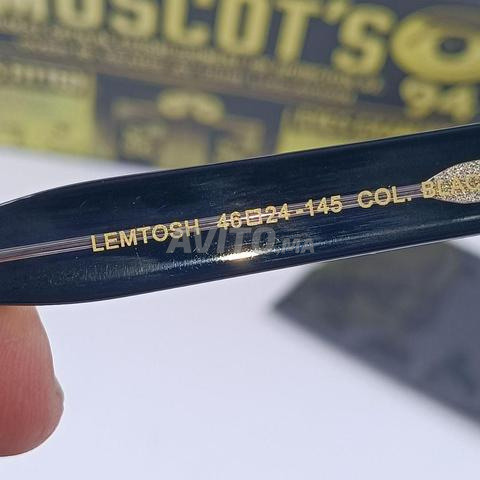 MOSCOT'S
94
LEMTOSH 46□24-145 COL. BLAC
AVITO.MA